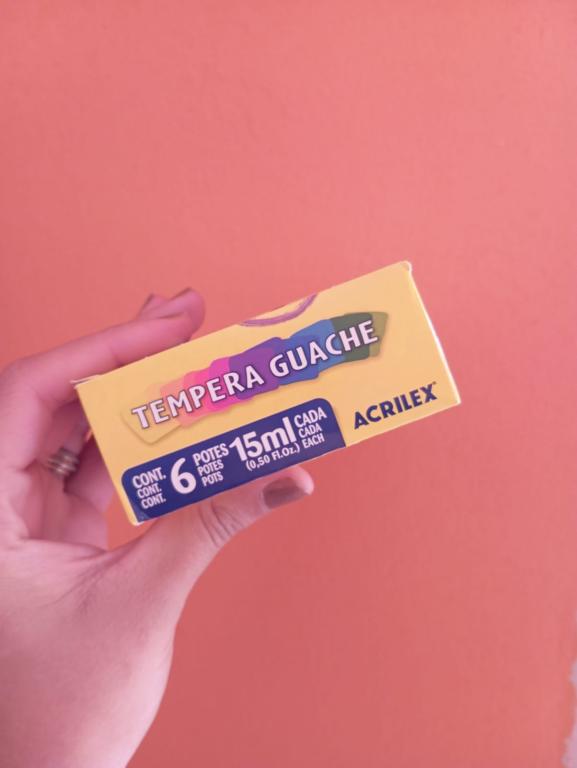 TEMPERA GUACHE
CONT. 6 POTES 15ml CADA
CONT. POTES CADA
CONT. POTS (0,50 Fl.Oz.) EACH
ACRILEX®